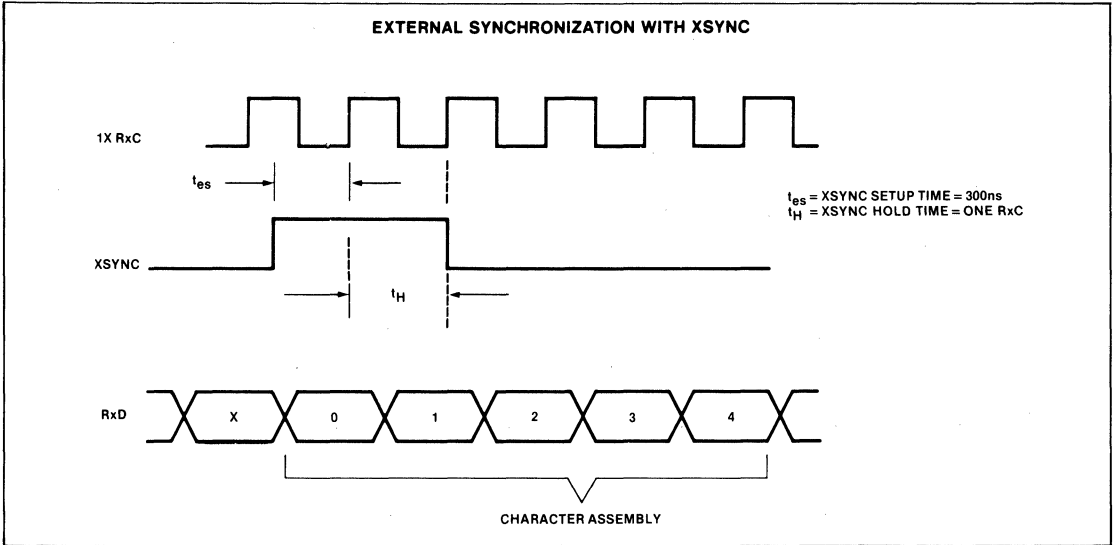 EXTERNAL SYNCHRONIZATION WITH XSYNC
1X RxC
tes
tes = XSYNC SETUP TIME = 300ns
tH = XSYNC HOLD TIME = ONE RxC
XSYNC
tH
RxD
X 0 1 2 3 4
CHARACTER ASSEMBLY